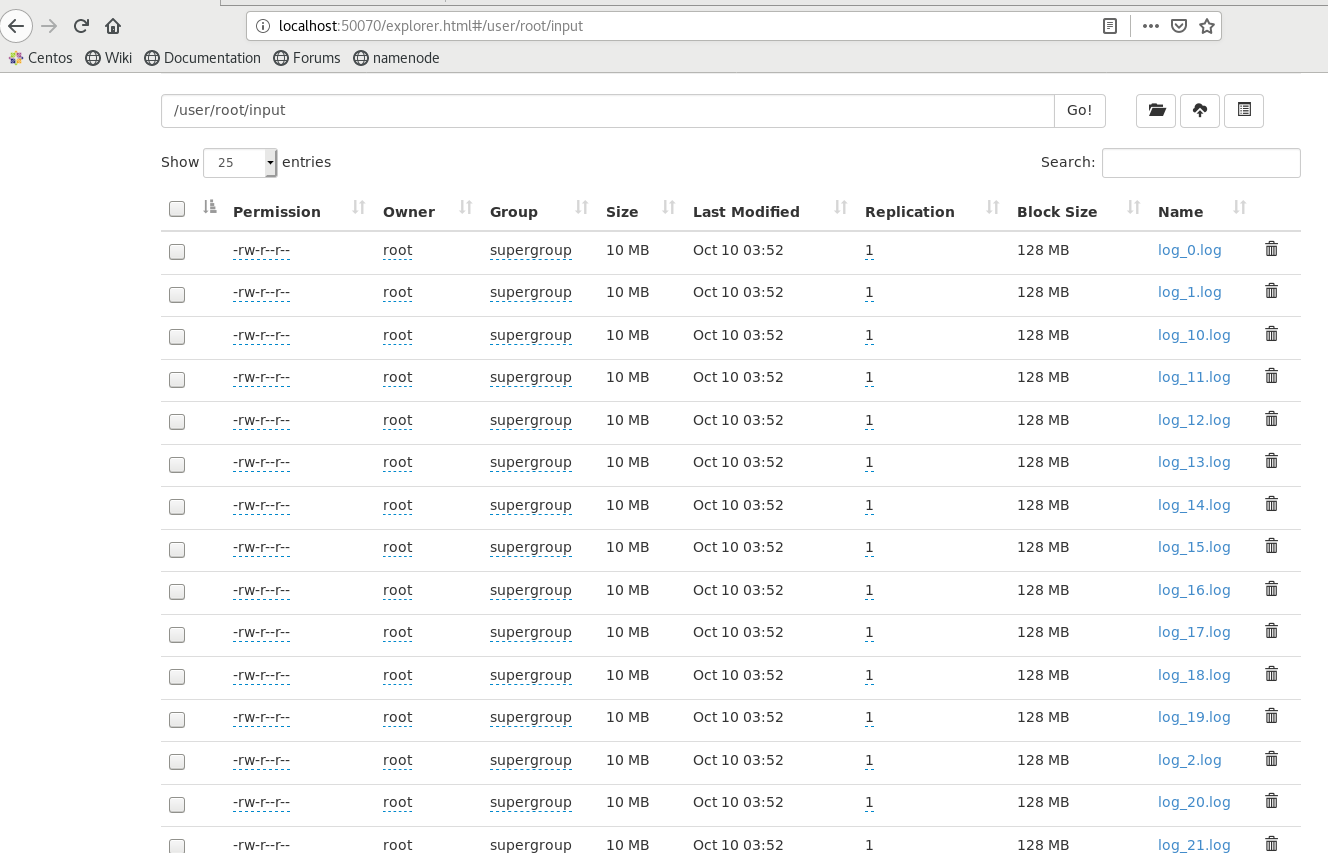 localhost:50070/explorer.html#/user/root/input
Centos Wiki Documentation Forums namenode
/user/root/input Go!
Show 25 entries Search:
Permission Owner Group Size Last Modified Replication Block Size Name
-rw-r--r-- root supergroup 10 MB Oct 10 03:52 1 128 MB log_0.log
-rw-r--r-- root supergroup 10 MB Oct 10 03:52 1 128 MB log_1.log
-rw-r--r-- root supergroup 10 MB Oct 10 03:52 1 128 MB log_10.log
-rw-r--r-- root supergroup 10 MB Oct 10 03:52 1 128 MB log_11.log
-rw-r--r-- root supergroup 10 MB Oct 10 03:52 1 128 MB log_12.log
-rw-r--r-- root supergroup 10 MB Oct 10 03:52 1 128 MB log_13.log
-rw-r--r-- root supergroup 10 MB Oct 10 03:52 1 128 MB log_14.log
-rw-r--r-- root supergroup 10 MB Oct 10 03:52 1 128 MB log_15.log
-rw-r--r-- root supergroup 10 MB Oct 10 03:52 1 128 MB log_16.log
-rw-r--r-- root supergroup 10 MB Oct 10 03:52 1 128 MB log_17.log
-rw-r--r-- root supergroup 10 MB Oct 10 03:52 1 128 MB log_18.log
-rw-r--r-- root supergroup 10 MB Oct 10 03:52 1 128 MB log_19.log
-rw-r--r-- root supergroup 10 MB Oct 10 03:52 1 128 MB log_2.log
-rw-r--r-- root supergroup 10 MB Oct 10 03:52 1 128 MB log_20.log
-rw-r--r-- root supergroup 10 MB Oct 10 03:52 1 128 MB log_21.log